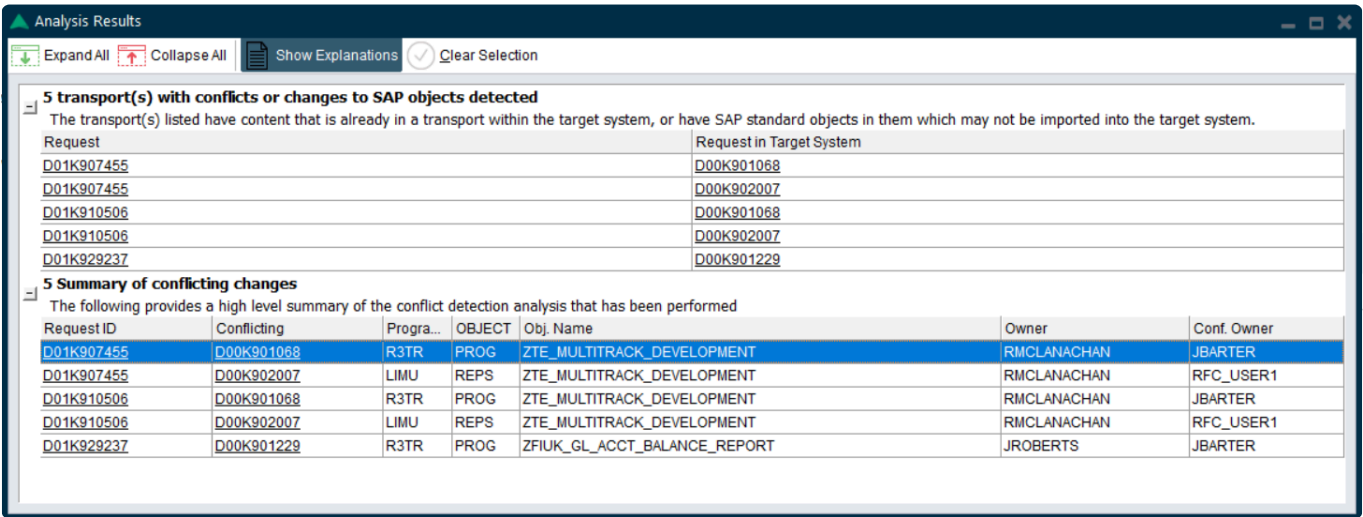 Analysis Results
Expand All Collapse All Show Explanations Clear Selection
5 transport(s) with conflicts or changes to SAP objects detected
The transport(s) listed have content that is already in a transport within the target system, or have SAP standard objects in them which may not be imported into the target system.
Request Request in Target System
D01K907455 D00K901068
D01K907455 D00K902007
D01K910506 D00K901068
D01K910506 D00K902007
D01K929237 D00K901229
5 Summary of conflicting changes
The following provides a high level summary of the conflict detection analysis that has been performed
Request ID Conflicting Progra... OBJECT Obj. Name Owner Conf. Owner
D01K907455 D00K901068 R3TR PROG ZTE_MULTITRACK_DEVELOPMENT RMCLANACHAN JBARTER
D01K907455 D00K902007 LIMU REPS ZTE_MULTITRACK_DEVELOPMENT RMCLANACHAN RFC_USER1
D01K910506 D00K901068 R3TR PROG ZTE_MULTITRACK_DEVELOPMENT RMCLANACHAN JBARTER
D01K910506 D00K902007 LIMU REPS ZTE_MULTITRACK_DEVELOPMENT RMCLANACHAN RFC_USER1
D01K929237 D00K901229 R3TR PROG ZFIUK_GL_ACCT_BALANCE_REPORT JROBERTS JBARTER